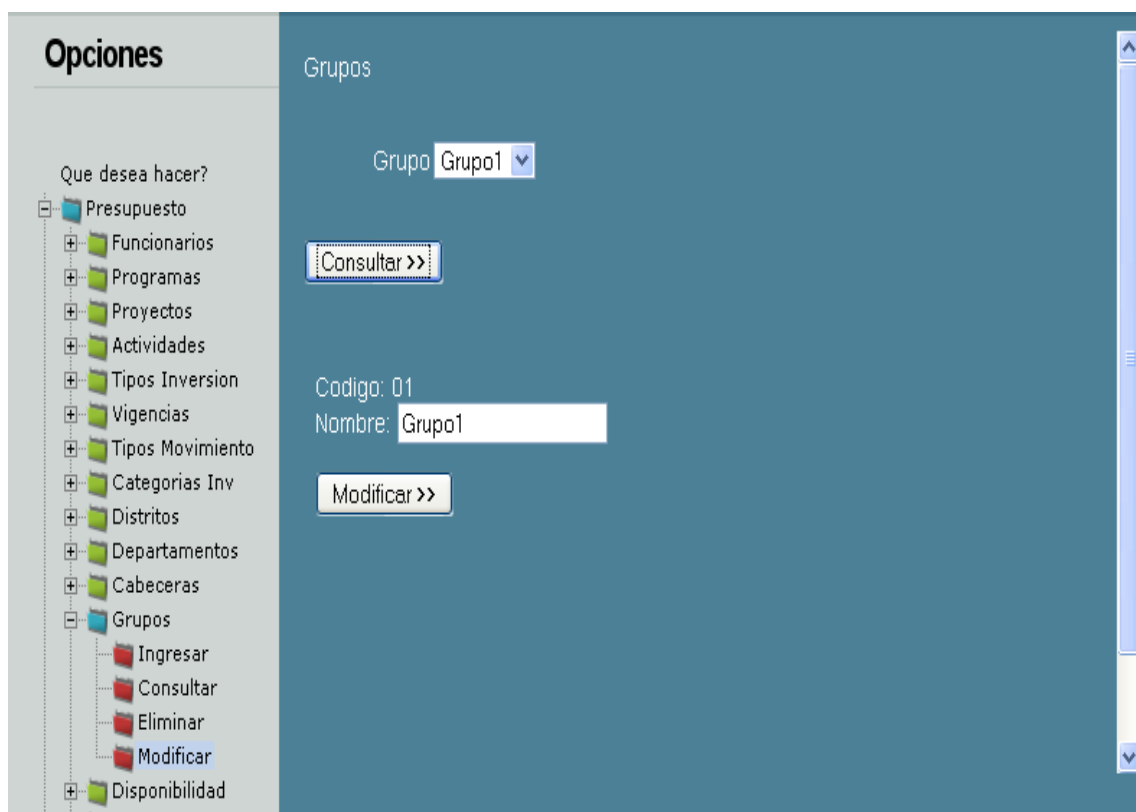 Opciones
Que desea hacer?
Presupuesto
Funcionarios
Programas
Proyectos
Actividades
Tipos Inversion
Vigencias
Tipos Movimiento
Categorias Inv
Distritos
Departamentos
Cabeceras
Grupos
Ingresar
Consultar
Eliminar
Modificar
Disponibilidad
Grupos
Grupo Grupo1
Consultar >>
Codigo: 01
Nombre: Grupo1
Modificar >>